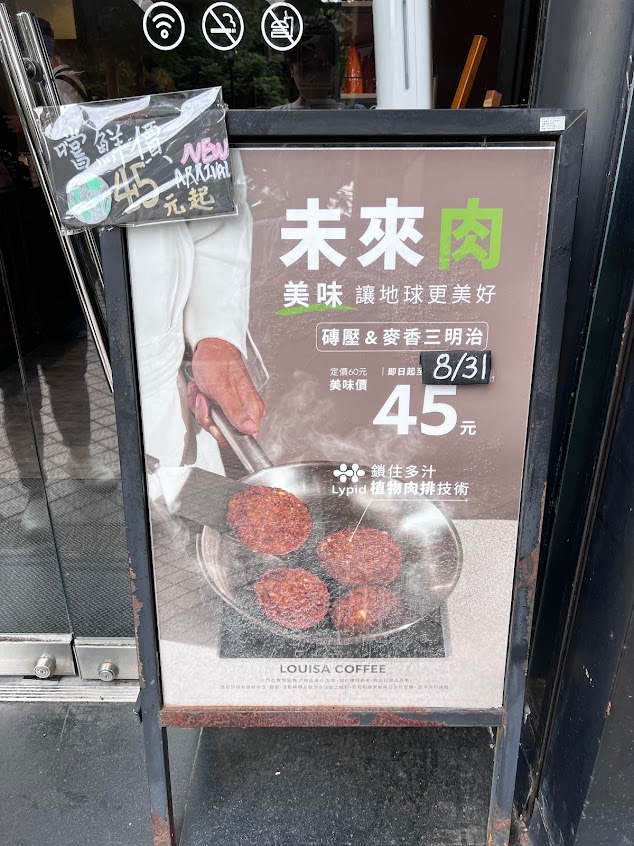 嚐鮮價
NEW
ARRIVAL
45
元起
未來肉
美味 讓地球更美好
磚壓 & 麥香三明治
定價60元
美味價
即日起至
8/31
45元
鎖住多汁
Lypid 植物肉排技術
LOUISA COFFEE